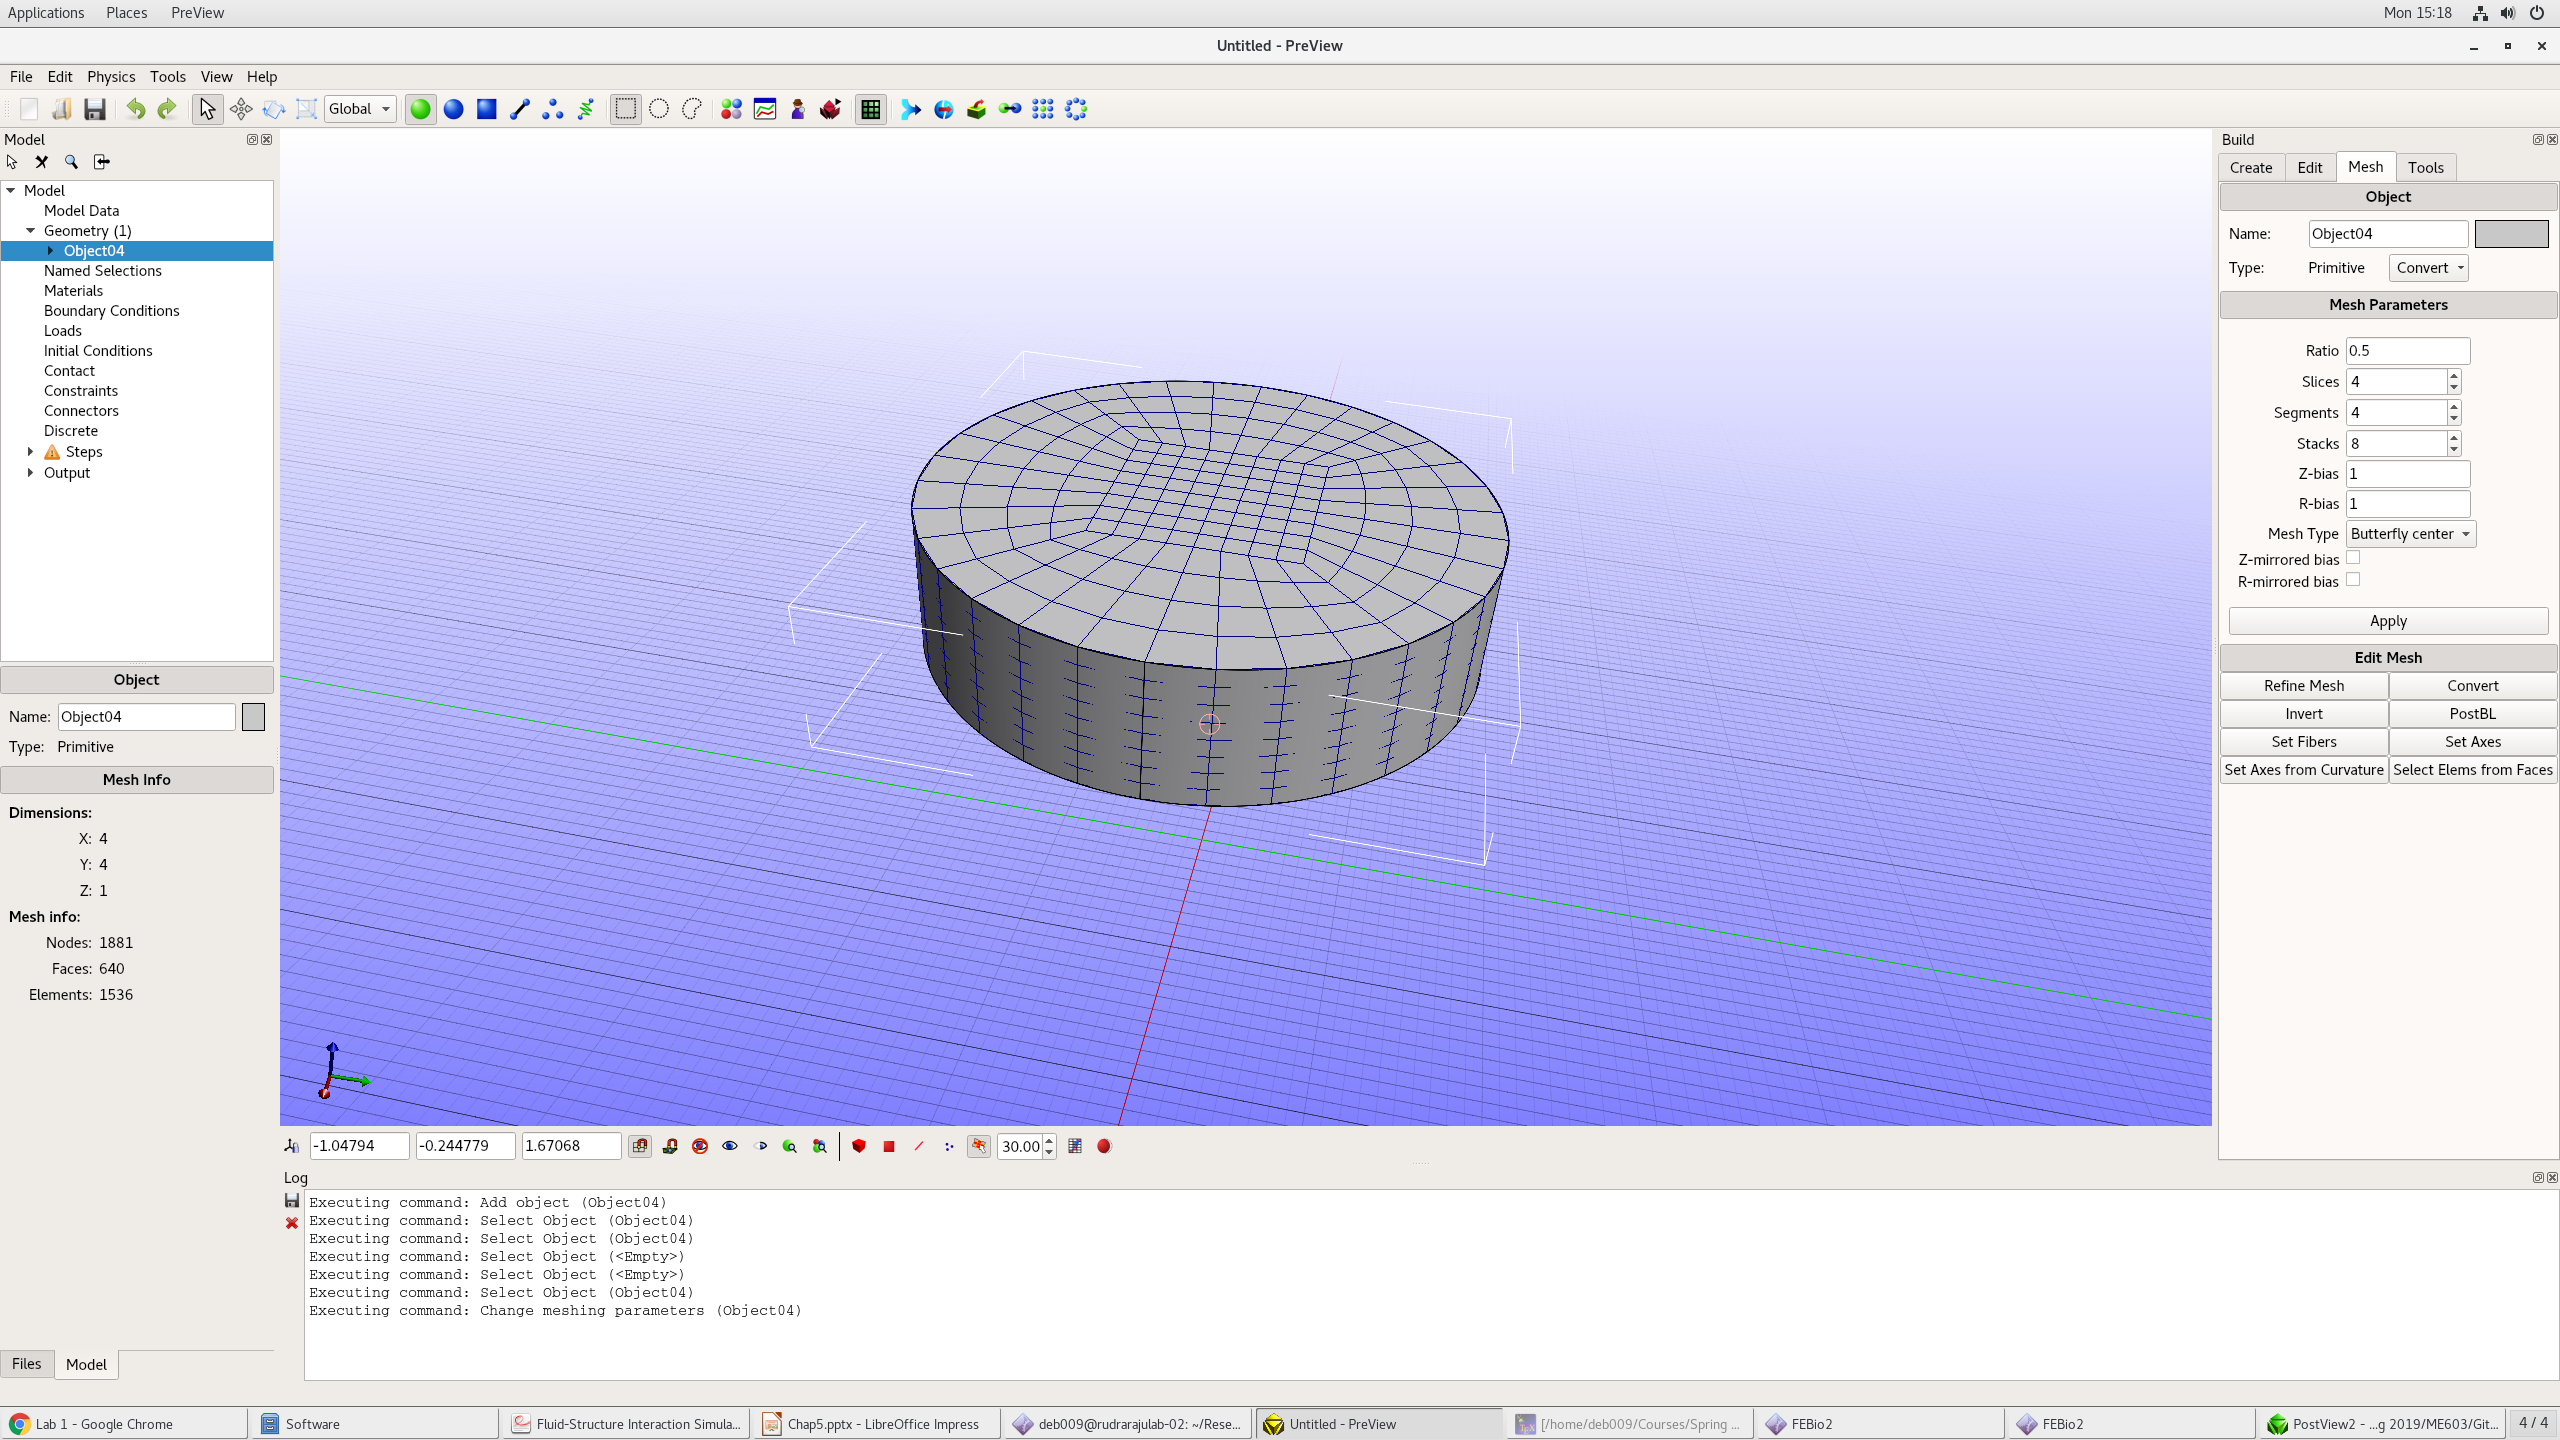 Applications Places PreView Mon 15:18
Untitled - PreView
File Edit Physics Tools View Help
Global
Model
Model
Model Data
Geometry (1)
Object04
Named Selections
Materials
Boundary Conditions
Loads
Initial Conditions
Contact
Constraints
Connectors
Discrete
Steps
Output
Object
Name: Object04
Type: Primitive
Mesh Info
Dimensions:
X: 4
Y: 4
Z: 1
Mesh info:
Nodes: 1881
Faces: 640
Elements: 1536
Files Model
Build
Create Edit Mesh Tools
Object
Name: Object04
Type: Primitive Convert
Mesh Parameters
Ratio 0.5
Slices 4
Segments 4
Stacks 8
Z-bias 1
R-bias 1
Mesh Type Butterfly center
Z-mirrored bias
R-mirrored bias
Apply
Edit Mesh
Refine Mesh Convert
Invert PostBL
Set Fibers Set Axes
Set Axes from Curvature Select Elems from Faces
-1.04794 -0.244779 1.67068 30.00
Log
Executing command: Add object (Object04)
Executing command: Select Object (Object04)
Executing command: Select Object (Object04)
Executing command: Select Object (<Empty>)
Executing command: Select Object (<Empty>)
Executing command: Select Object (Object04)
Executing command: Change meshing parameters (Object04)
Lab 1 - Google Chrome Software Fluid-Structure Interaction Simula... Chap5.pptx - LibreOffice Impress deb009@rudrarajulab-02: ~/Rese... Untitled - PreView [/home/deb009/Courses/Spring ... FEBio2 FEBio2 PostView2 - ...g 2019/ME603/Git... 4 / 4